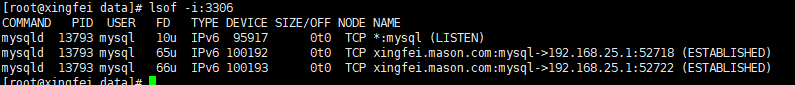 [root@xingfei data]# lsof -i:3306
COMMAND   PID  USER   FD   TYPE DEVICE SIZE/OFF NODE NAME
mysqld  13793 mysql   10u  IPv6  95917      0t0  TCP *:mysql (LISTEN)
mysqld  13793 mysql   65u  IPv6 100192      0t0  TCP xingfei.mason.com:mysql->192.168.25.1:52718 (ESTABLISHED)
mysqld  13793 mysql   66u  IPv6 100193      0t0  TCP xingfei.mason.com:mysql->192.168.25.1:52722 (ESTABLISHED)
[root@xingfei data]#